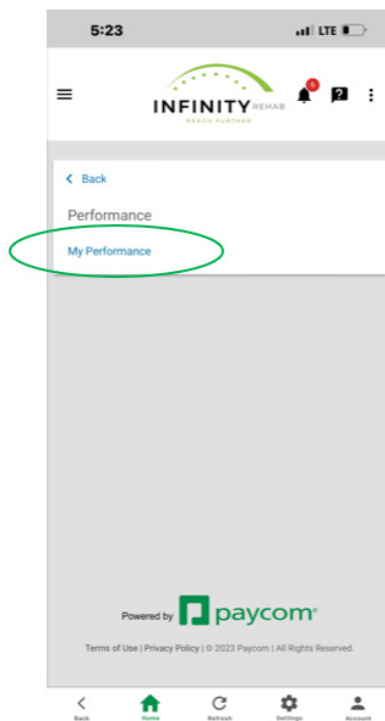 5:23 LTE
INFINITY REHAB 6
REACH FURTHER
Back
Performance
My Performance
Powered by paycom®
Terms of Use | Privacy Policy | © 2023 Paycom | All Rights Reserved.
Back Home Refresh Settings Account